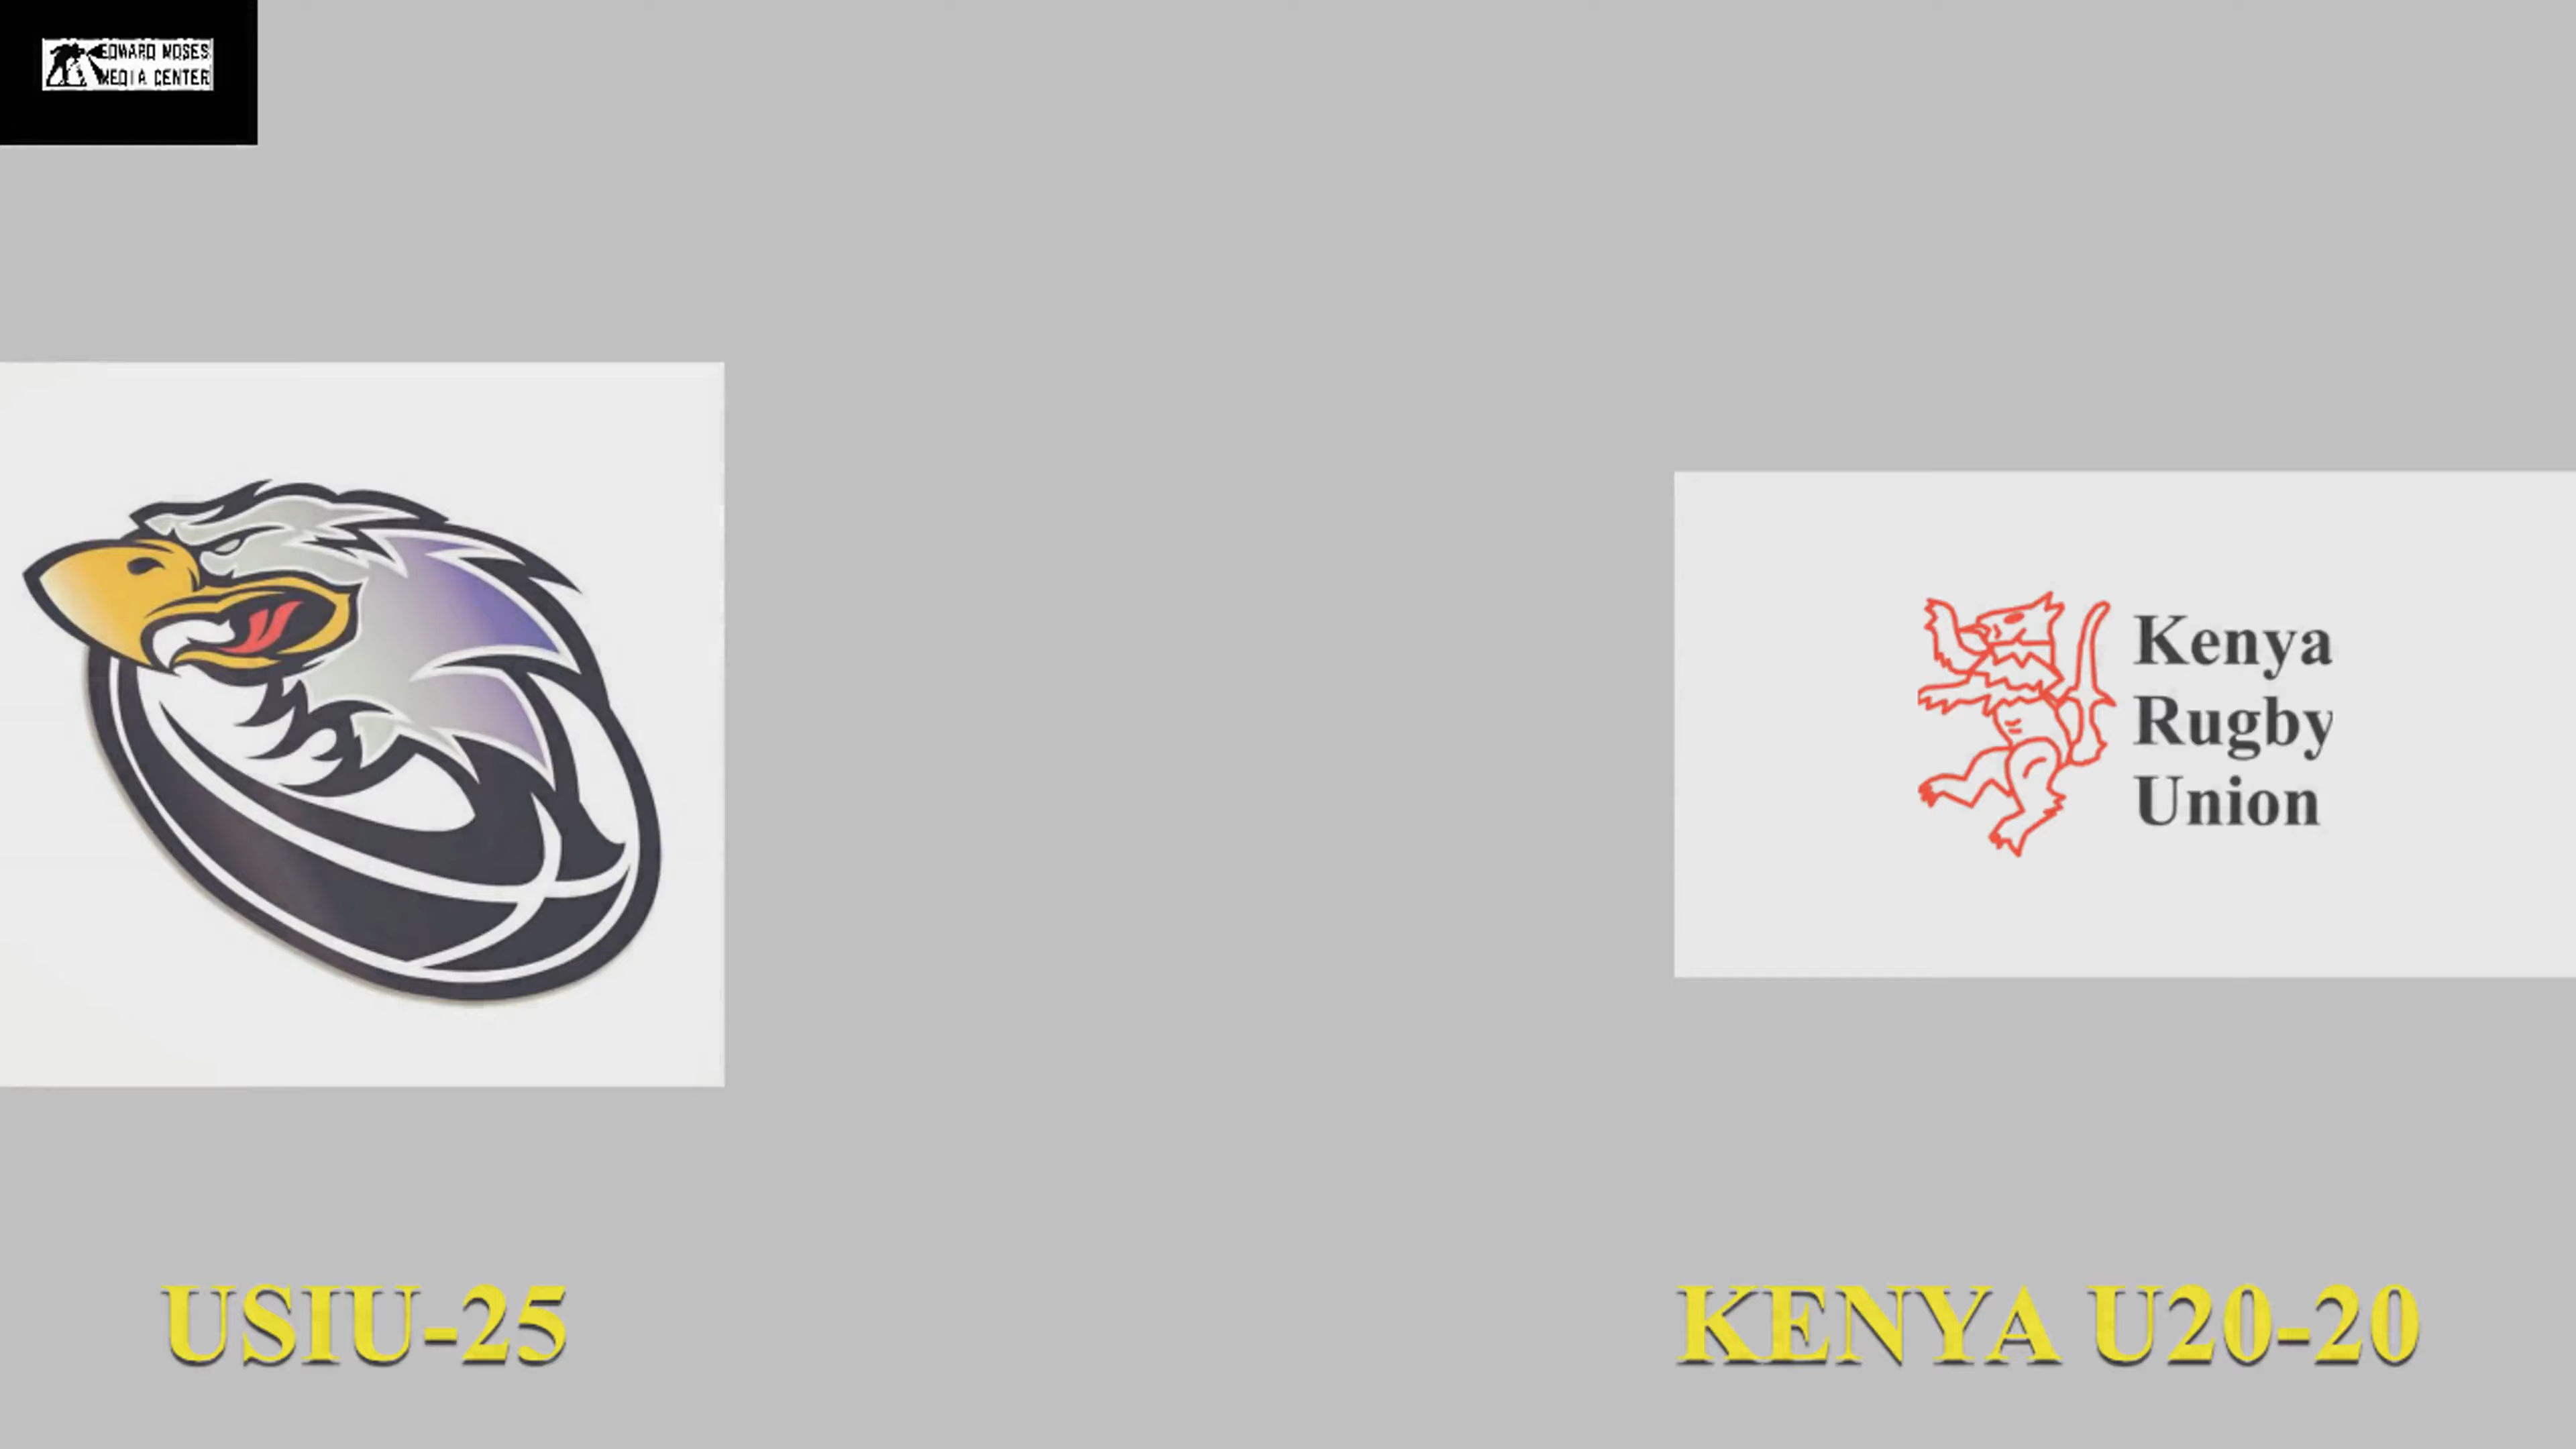 EDWARD MOSES
MEDIA CENTER
Kenya
Rugby
Union
USIU-25
KENYA U20-20